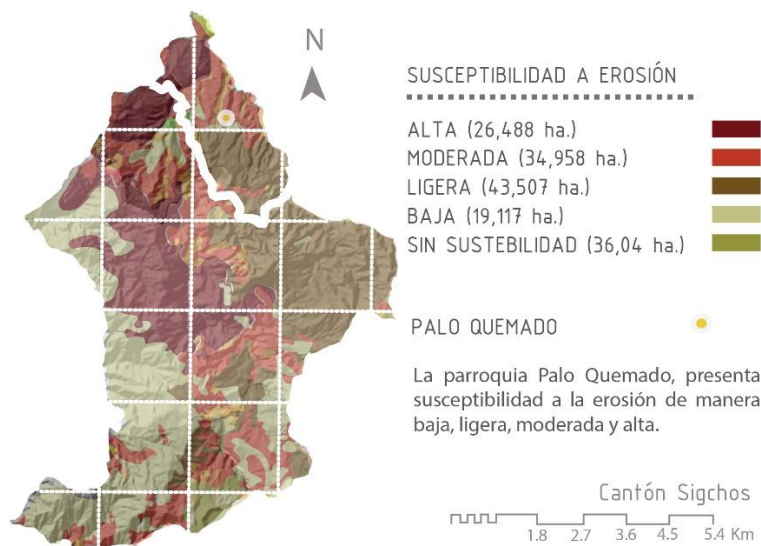 N
SUSCEPTIBILIDAD A EROSIÓN
ALTA (26,488 ha.)
MODERADA (34,958 ha.)
LIGERA (43,507 ha.)
BAJA (19,117 ha.)
SIN SUSTEBILIDAD (36,04 ha.)
PALO QUEMADO
La parroquia Palo Quemado, presenta
susceptibilidad a la erosión de manera
baja, ligera, moderada y alta.
Cantón Sigchos
1.8 2.7 3.6 4.5 5.4 Km